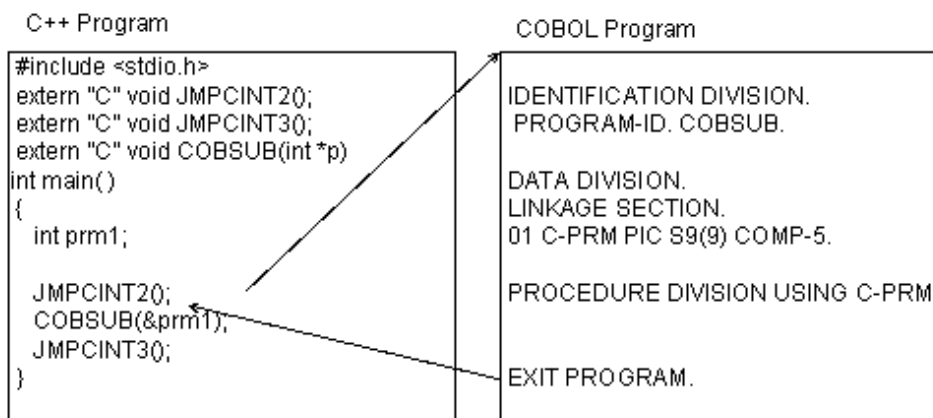 C++ Program
#include <stdio.h>
extern "C" void JMPCINT2();
extern "C" void JMPCINT3();
extern "C" void COBSUB(int *p)
int main( )
{
int prm1;
JMPCINT2();
COBSUB(&prm1);
JMPCINT3();
}
COBOL Program
IDENTIFICATION DIVISION.
PROGRAM-ID. COBSUB.
DATA DIVISION.
LINKAGE SECTION.
01 C-PRM PIC S9(9) COMP-5.
PROCEDURE DIVISION USING C-PRM
EXIT PROGRAM.